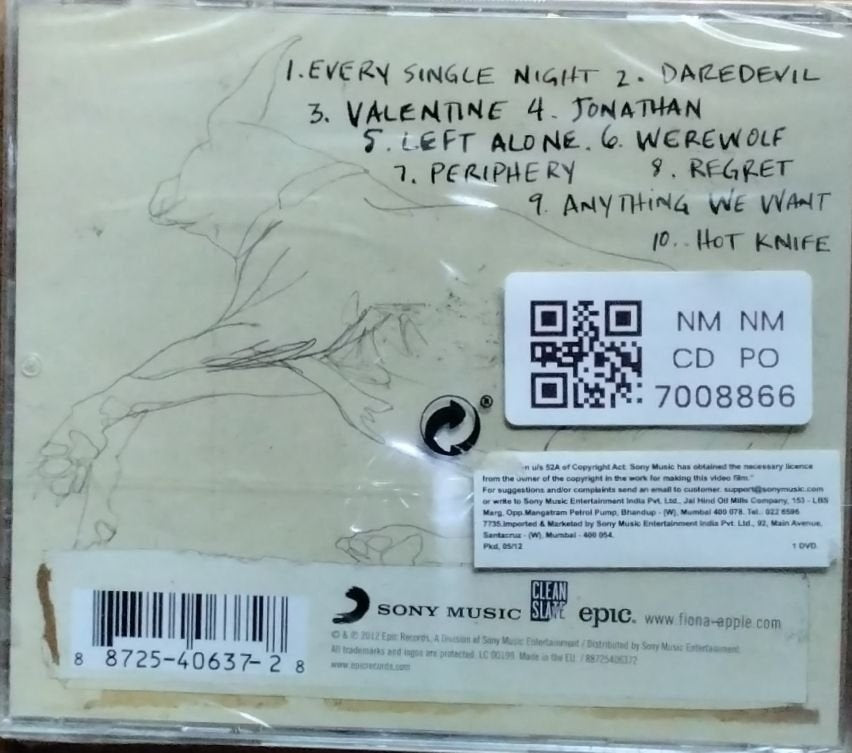 1. EVERY SINGLE NIGHT 2. DAREDEVIL
3. VALENTINE 4. JONATHAN
5. LEFT ALONE. 6. WEREWOLF
7. PERIPHERY 8. REGRET
9. ANYTHING WE WANT
10.. HOT KNIFE
NM NM
CD PO
7008866
®
n u/s 52A of Copyright Act. Sony Music has obtained the necessary licence
from the owner of the copyright in the work for making this video film."
For suggestions and/or complaints send an email to customer. support@sonymusic.com
or write to Sony Music Entertainment India Pvt. Ltd., Jai Hind Oil Mills Company, 153 - LBS
Marg, Opp.Mangatram Petrol Pump, Bhandup - (W), Mumbai 400 078. Tel.: 022 6596
7735.Imported & Marketed by Sony Music Entertainment India Pvt. Ltd., 92, Main Avenue,
Santacruz - (W), Mumbai - 400 054.
Pkd, 05/12 1 DVD.
8 8725-40637-2 8
SONY MUSIC CLEAN SLATE epic. www.fiona-apple.com
© & ℗ 2012 Epic Records, A Division of Sony Music Entertainment / Distributed by Sony Music Entertainment.
All trademarks and logos are protected. LC 00199. Made in the EU. / 88725406372
www.epicrecords.com